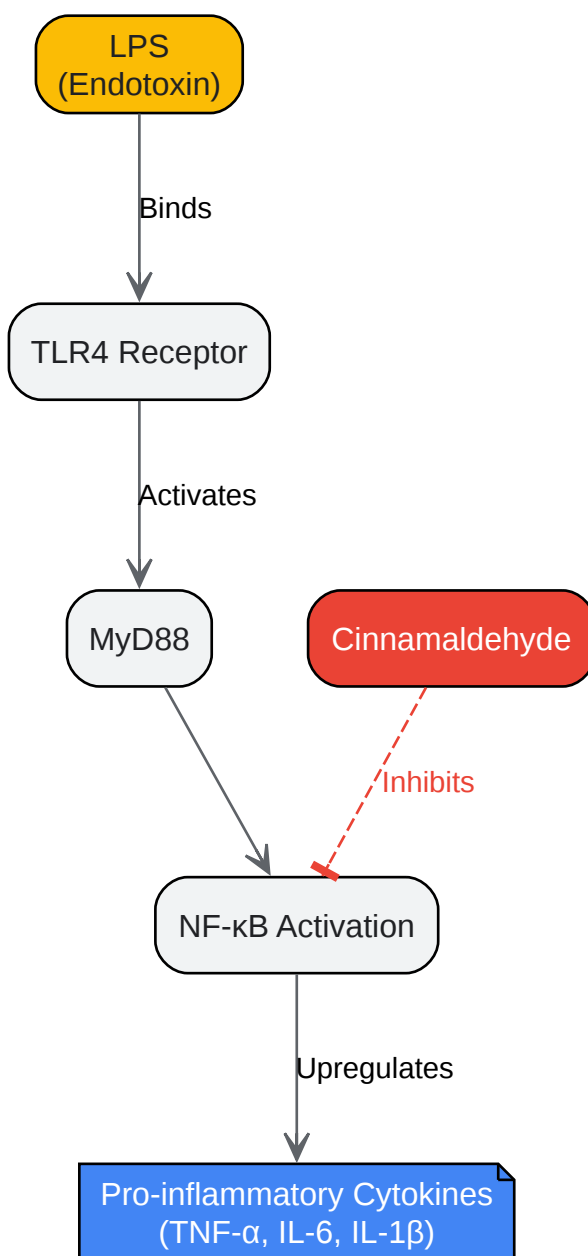 LPS
(Endotoxin)
Binds
TLR4 Receptor
Activates
MyD88
Cinnamaldehyde
Inhibits
NF-κB Activation
Upregulates
Pro-inflammatory Cytokines
(TNF-α, IL-6, IL-1β)